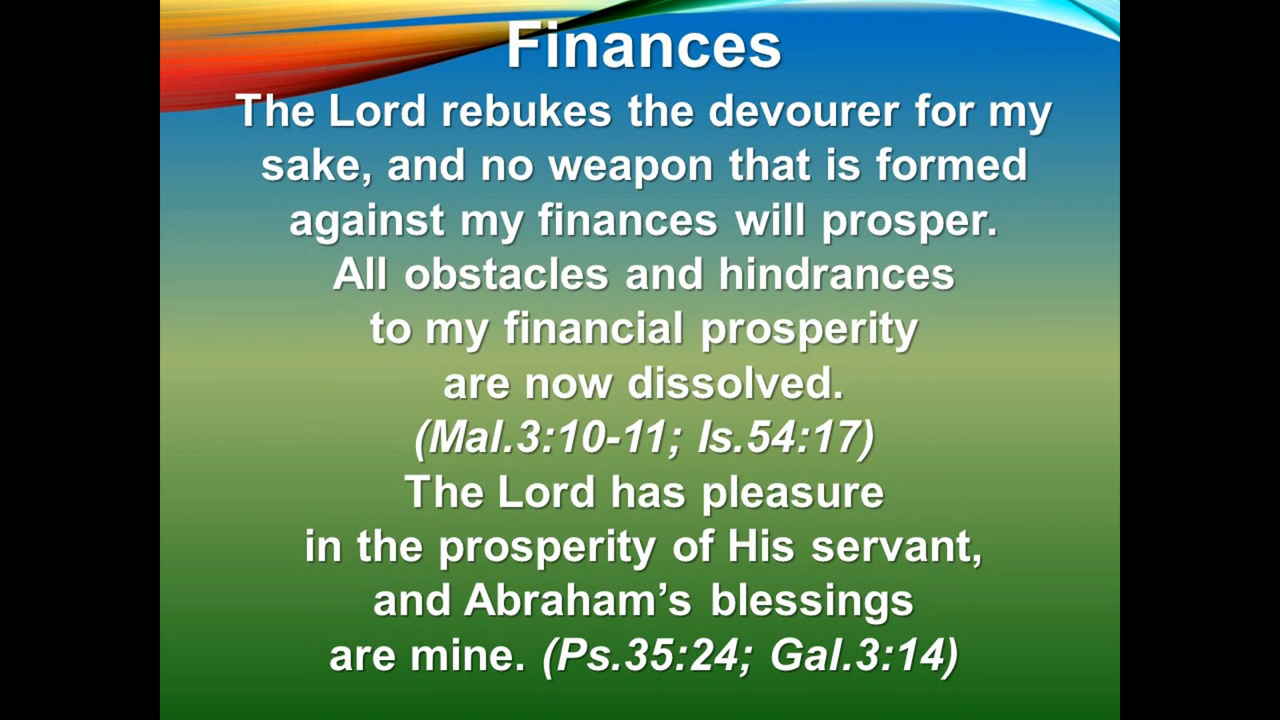 Finances
The Lord rebukes the devourer for my
sake, and no weapon that is formed
against my finances will prosper.
All obstacles and hindrances
to my financial prosperity
are now dissolved.
(Mal.3:10-11; Is.54:17)
The Lord has pleasure
in the prosperity of His servant,
and Abraham’s blessings
are mine. (Ps.35:24; Gal.3:14)